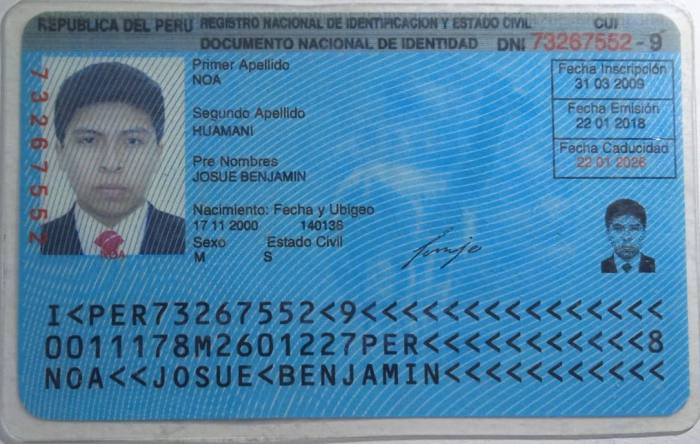 REPUBLICA DEL PERU REGISTRO NACIONAL DE IDENTIFICACION Y ESTADO CIVIL CUI
DOCUMENTO NACIONAL DE IDENTIDAD DNI 73267552 - 9
73267552
Primer Apellido
NOA
Segundo Apellido
HUAMANI
Pre Nombres
JOSUE BENJAMIN
Nacimiento: Fecha y Ubigeo
17 11 2000 140136
Sexo Estado Civil
M S
Fecha Inscripción
31 03 2009
Fecha Emisión
22 01 2018
Fecha Caducidad
22 01 2026
NOA
I<PER73267552<9<<<<<<<<<<<<<<<
0011178M2601227PER<<<<<<<<<<<8
NOA<<JOSUE<BENJAMIN<<<<<<<<<<<